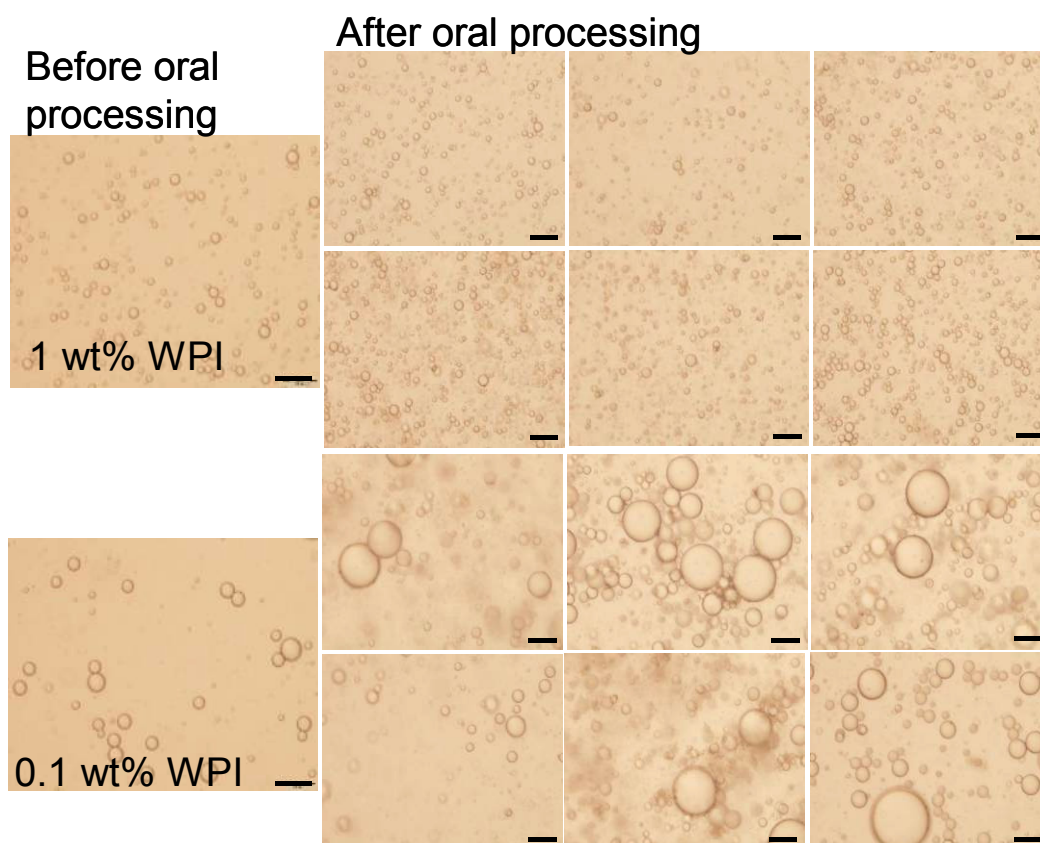 After oral processing
Before oral
processing
1 wt% WPI
0.1 wt% WPI